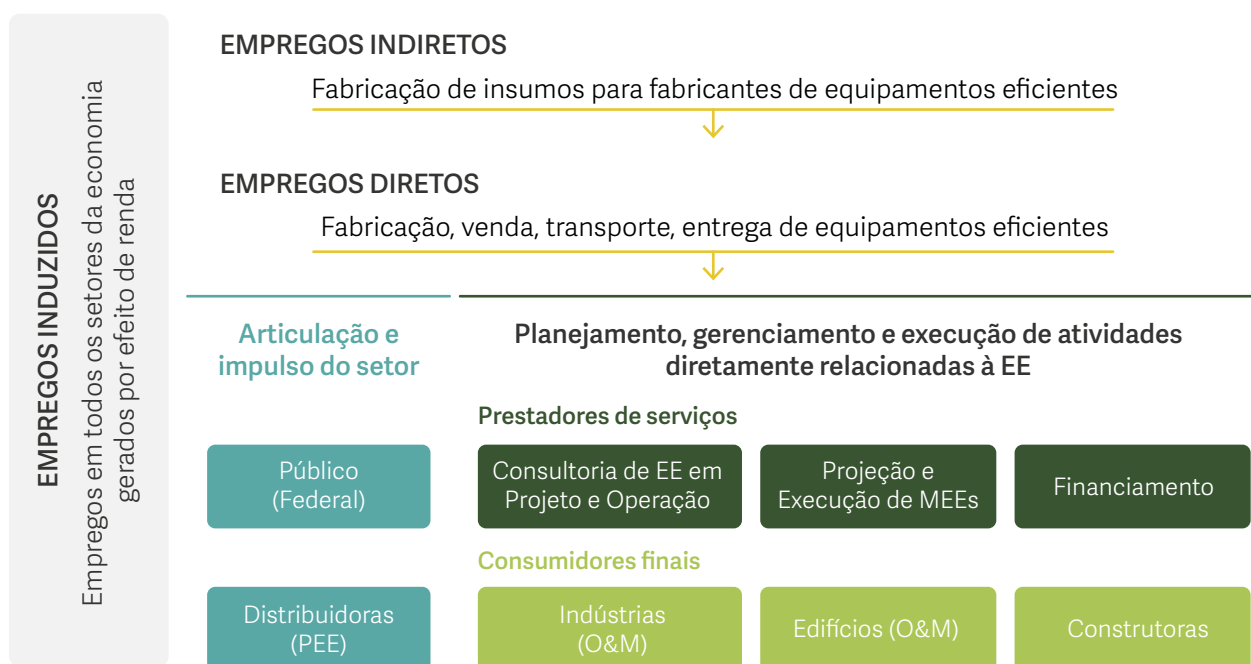 EMPREGOS INDUZIDOS
Empregos em todos os setores da economia
gerados por efeito de renda
EMPREGOS INDIRETOS
Fabricação de insumos para fabricantes de equipamentos eficientes
EMPREGOS DIRETOS
Fabricação, venda, transporte, entrega de equipamentos eficientes
Articulação e
impulso do setor
Planejamento, gerenciamento e execução de atividades
diretamente relacionadas à EE
Prestadores de serviços
Público
(Federal)
Consultoria de EE em
Projeto e Operação
Projeção e
Execução de MEEs
Financiamento
Consumidores finais
Distribuidoras
(PEE)
Indústrias
(O&M)
Edifícios (O&M)
Construtoras